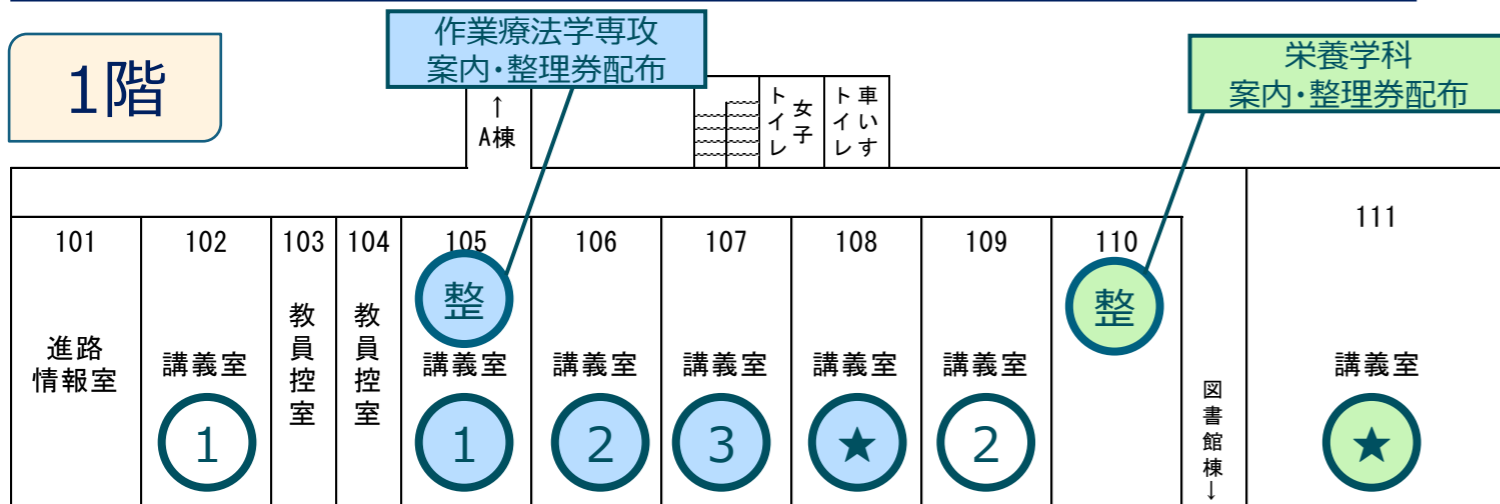 1階
作業療法学専攻
案内・整理券配布
栄養学科
案内・整理券配布
↑
A棟
女子
トイレ
車いす
トイレ
101
進路
情報室
102
講義室
1
103
教員控室
104
教員控室
105
整
講義室
1
106
講義室
2
107
講義室
3
108
講義室
★
109
講義室
2
110
整
図書館棟↓
111
講義室
★